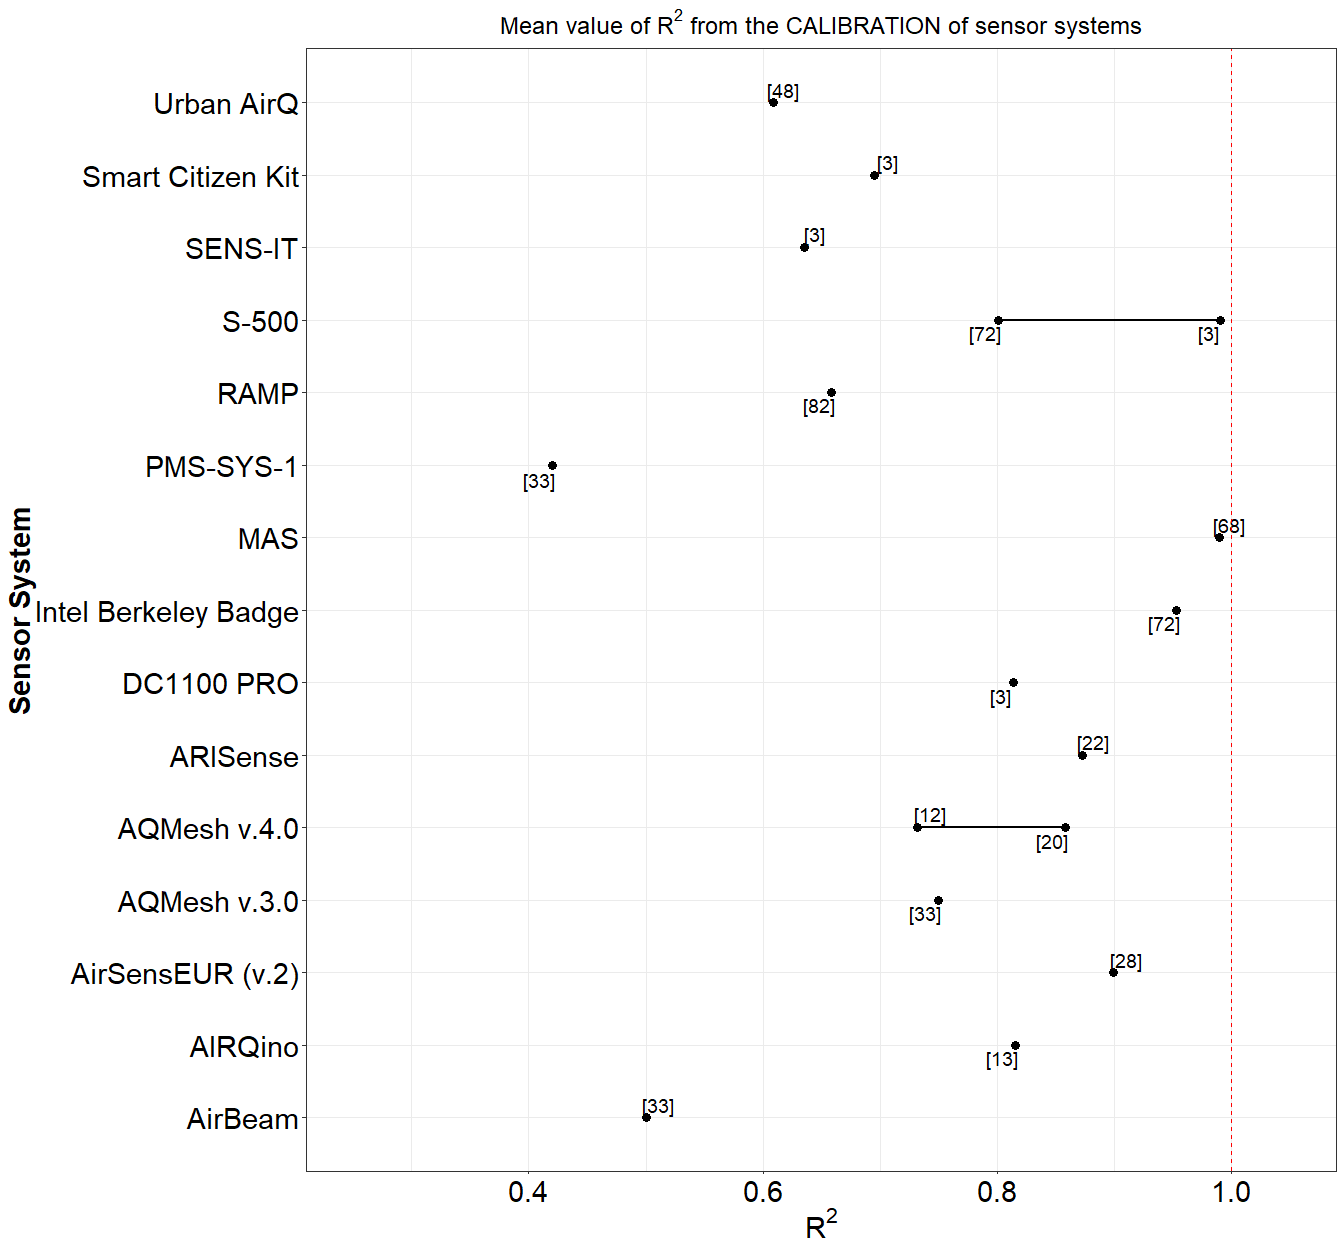 Mean value of R² from the CALIBRATION of sensor systems
Sensor System
Urban AirQ
[48]
Smart Citizen Kit
[3]
SENS-IT
[3]
S-500
[72]
[3]
RAMP
[82]
PMS-SYS-1
[33]
MAS
[68]
Intel Berkeley Badge
[72]
DC1100 PRO
[3]
ARISense
[22]
AQMesh v.4.0
[12]
[20]
AQMesh v.3.0
[33]
AirSensEUR (v.2)
[28]
AIRQino
[13]
AirBeam
[33]
0.4 0.6 0.8 1.0
R²